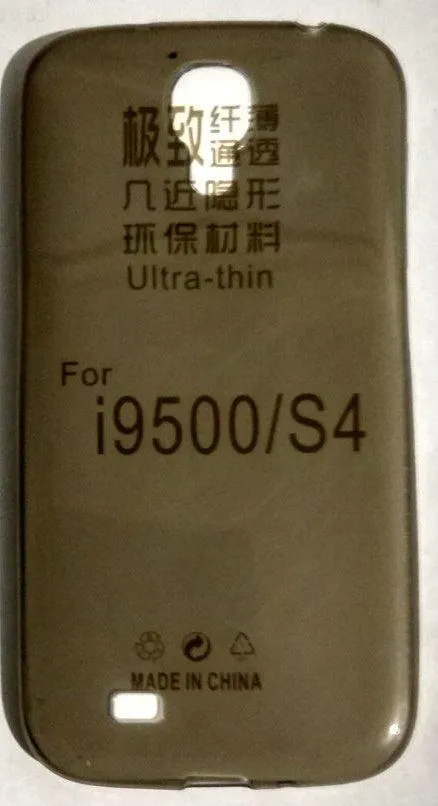 极致纤薄
通透
几近隐形
环保材料
Ultra-thin
For
i9500/S4
MADE IN CHINA